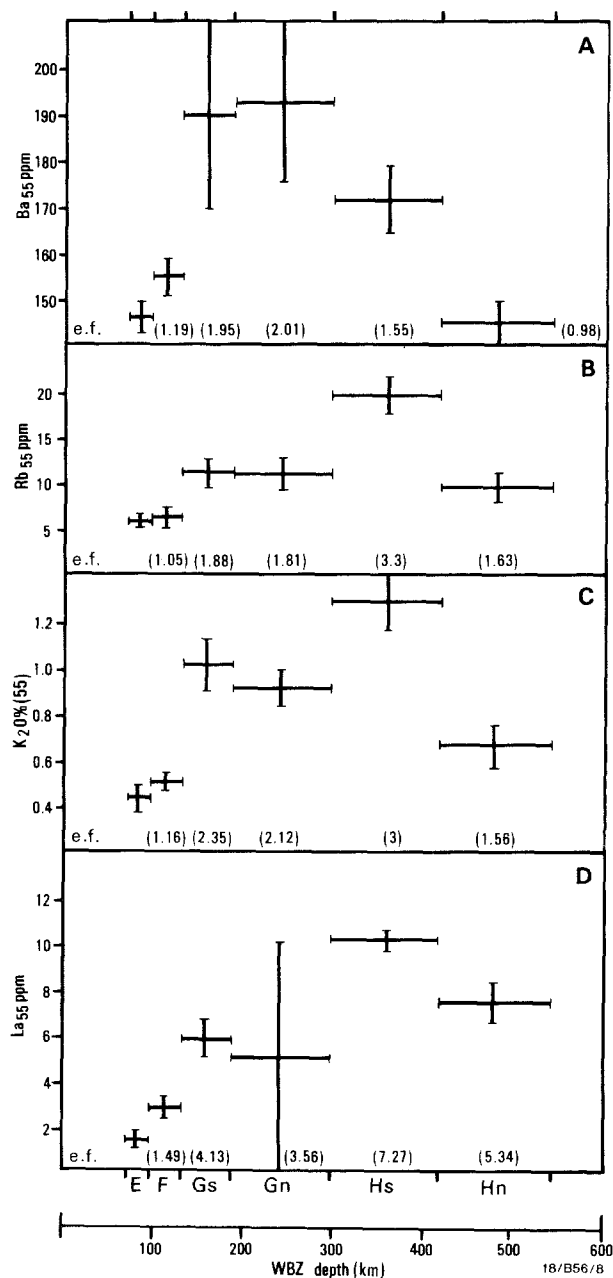 A
200
190
180
170
160
150
Ba 55 ppm
e.f. (1.19) (1.95) (2.01) (1.55) (0.98)
B
20
15
10
5
Rb 55 ppm
e.f. (1.05) (1.88) (1.81) (3.3) (1.63)
C
1.2
1.0
0.8
0.6
0.4
K2O%(55)
e.f. (1.16) (2.35) (2.12) (3) (1.56)
D
12
10
8
6
4
2
La 55 ppm
e.f. (1.49) (4.13) (3.56) (7.27) (5.34)
E F Gs Gn Hs Hn
100 200 300 400 500 600
WBZ depth (km)
18/B56/8